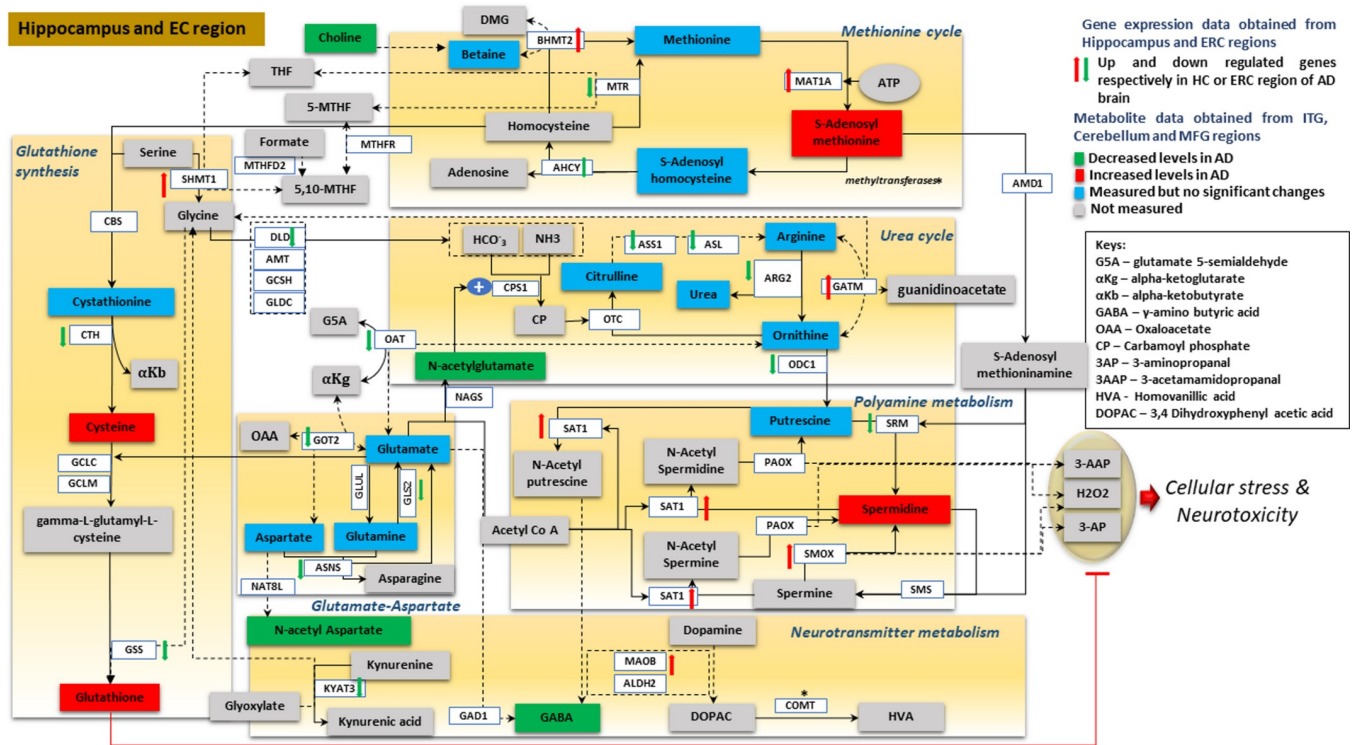 Hippocampus and EC region
Choline
DMG
BHMT2
Betaine
Methionine
Methionine cycle
THF
MTR
MAT1A
ATP
5-MTHF
Homocysteine
S-Adenosyl
methionine
Formate
MTHFR
MTHFD2
5,10-MTHF
Adenosine
AHCY
S-Adenosyl
homocysteine
methyltransferases*
AMD1
Glutathione
synthesis
Serine
SHMT1
Glycine
CBS
Cystathionine
CTH
αKb
Cysteine
GCLC
GCLM
gamma-L-glutamyl-L-
cysteine
GSS
Glutathione
DLD
AMT
GCSH
GLDC
HCO-3
NH3
CPS1
+
CP
OTC
Citrulline
ASS1
ASL
Arginine
Urea cycle
ARG2
Urea
GATM
guanidinoacetate
Ornithine
ODC1
G5A
OAT
αKg
N-acetylglutamate
NAGS
S-Adenosyl
methioninamine
OAA
GOT2
Glutamate
GLUL
GLS2
Aspartate
Glutamine
ASNS
Asparagine
NAT8L
Glutamate-Aspartate
Acetyl Co A
Polyamine metabolism
SAT1
Putrescine
SRM
N-Acetyl
putrescine
N-Acetyl
Spermidine
PAOX
SAT1
Spermidine
PAOX
N-Acetyl
Spermine
SMOX
SAT1
Spermine
SMS
3-AAP
H2O2
3-AP
Cellular stress &
Neurotoxicity
N-acetyl Aspartate
Dopamine
Neurotransmitter metabolism
Kynurenine
KYAT3
Glyoxylate
Kynurenic acid
GAD1
GABA
MAOB
ALDH2
DOPAC
*
COMT
HVA
Gene expression data obtained from
Hippocampus and ERC regions
Up and down regulated genes
respectively in HC or ERC region of AD
brain
Metabolite data obtained from ITG,
Cerebellum and MFG regions
Decreased levels in AD
Increased levels in AD
Measured but no significant changes
Not measured
Keys:
G5A – glutamate 5-semialdehyde
αKg – alpha-ketoglutarate
αKb – alpha-ketobutyrate
GABA – γ-amino butyric acid
OAA – Oxaloacetate
CP – Carbamoyl phosphate
3AP – 3-aminopropanal
3AAP – 3-acetamidopropanal
HVA - Homovanillic acid
DOPAC – 3,4 Dihydroxyphenyl acetic acid